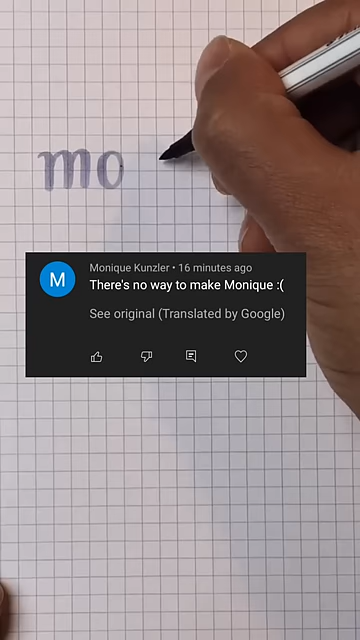 mo
M
Monique Kunzler • 16 minutes ago
There's no way to make Monique :(
See original (Translated by Google)